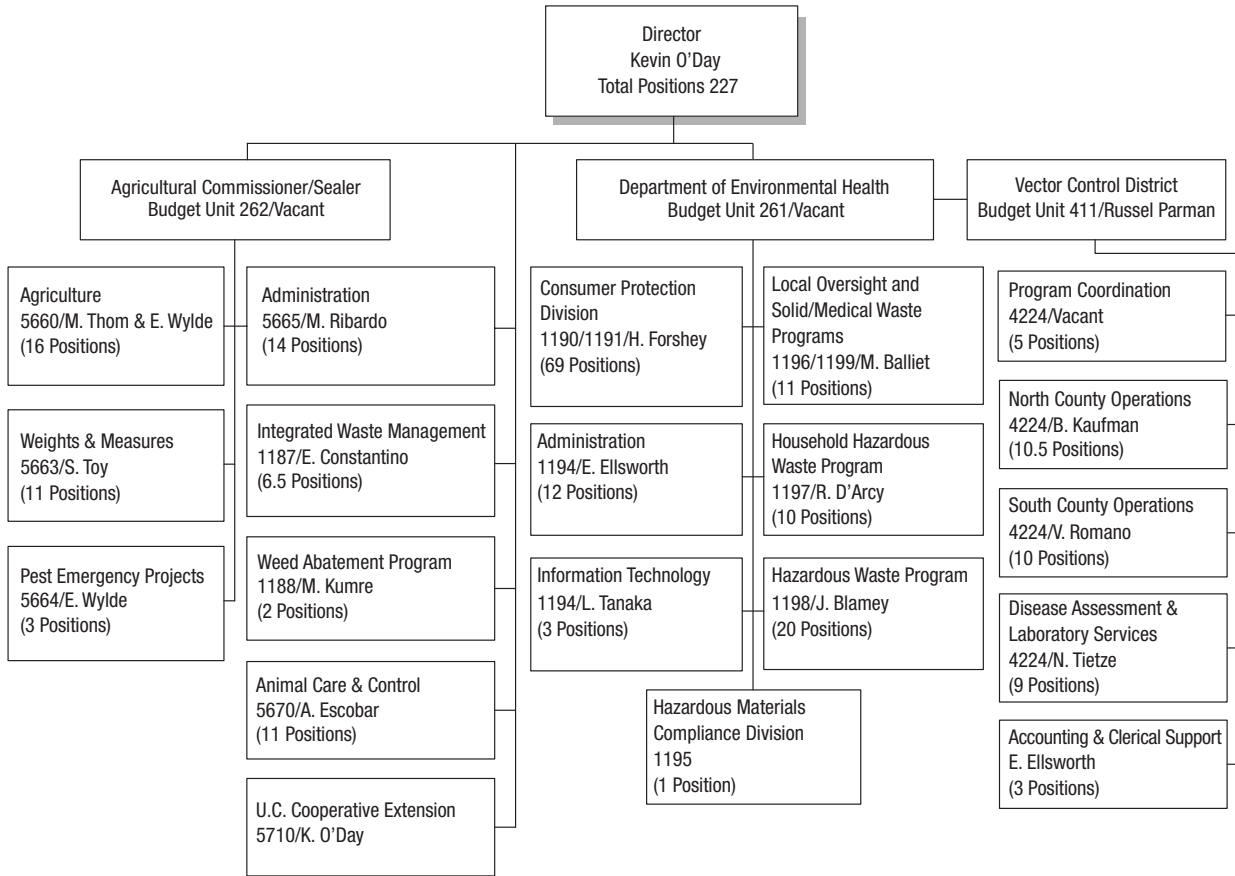 Director
Kevin O'Day
Total Positions 227
Agricultural Commissioner/Sealer
Budget Unit 262/Vacant
Department of Environmental Health
Budget Unit 261/Vacant
Vector Control District
Budget Unit 411/Russel Parman
Agriculture
5660/M. Thom & E. Wylde
(16 Positions)
Weights & Measures
5663/S. Toy
(11 Positions)
Pest Emergency Projects
5664/E. Wylde
(3 Positions)
Administration
5665/M. Ribardo
(14 Positions)
Integrated Waste Management
1187/E. Constantino
(6.5 Positions)
Weed Abatement Program
1188/M. Kumre
(2 Positions)
Animal Care & Control
5670/A. Escobar
(11 Positions)
U.C. Cooperative Extension
5710/K. O'Day
Consumer Protection
Division
1190/1191/H. Forshey
(69 Positions)
Administration
1194/E. Ellsworth
(12 Positions)
Information Technology
1194/L. Tanaka
(3 Positions)
Local Oversight and
Solid/Medical Waste
Programs
1196/1199/M. Balliet
(11 Positions)
Household Hazardous
Waste Program
1197/R. D'Arcy
(10 Positions)
Hazardous Waste Program
1198/J. Blamey
(20 Positions)
Hazardous Materials
Compliance Division
1195
(1 Position)
Program Coordination
4224/Vacant
(5 Positions)
North County Operations
4224/B. Kaufman
(10.5 Positions)
South County Operations
4224/V. Romano
(10 Positions)
Disease Assessment &
Laboratory Services
4224/N. Tietze
(9 Positions)
Accounting & Clerical Support
E. Ellsworth
(3 Positions)